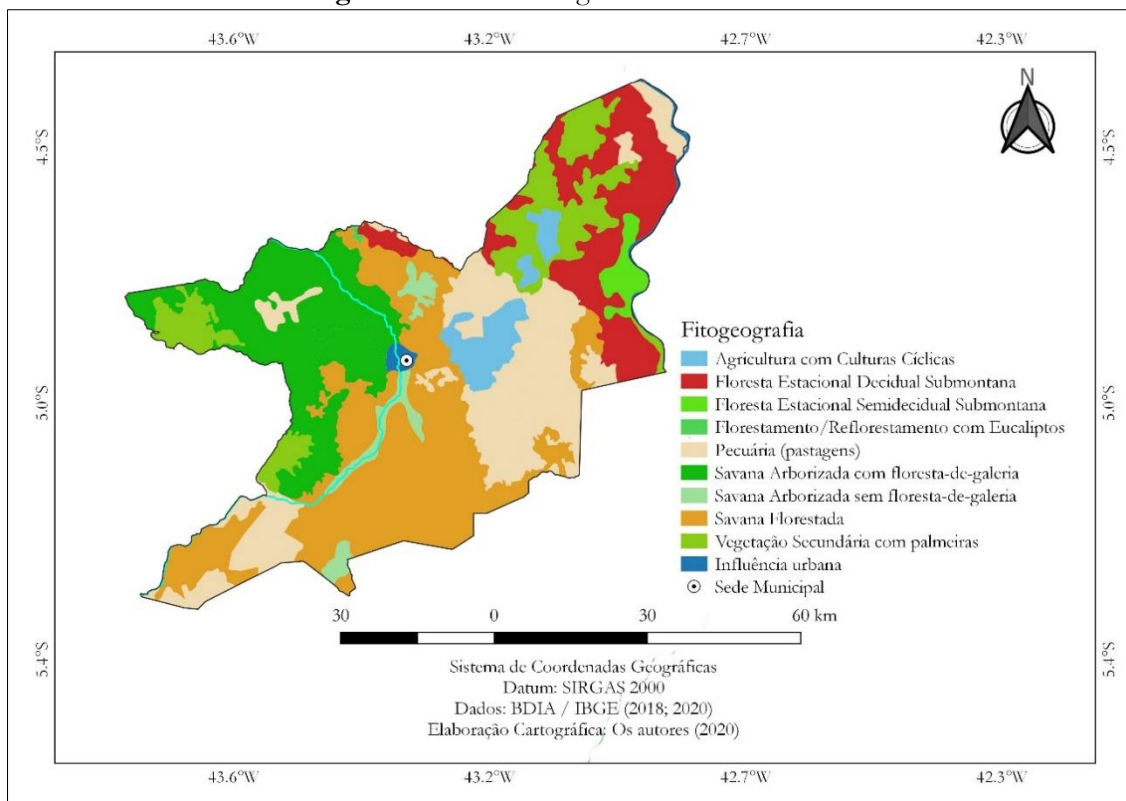 43.6°W 43.2°W 42.7°W 42.3°W
N
4.5°S 4.5°S
Fitogeografia
Agricultura com Culturas Cíclicas
Floresta Estacional Decidual Submontana
Floresta Estacional Semidecidual Submontana
Florestamento/Reflorestamento com Eucaliptos
Pecuária (pastagens)
Savana Arborizada com floresta-de-galeria
Savana Arborizada sem floresta-de-galeria
Savana Florestada
Vegetação Secundária com palmeiras
Influência urbana
Sede Municipal
5.0°S 5.0°S
30 0 30 60 km
5.4°S 5.4°S
Sistema de Coordenadas Geográficas
Datum: SIRGAS 2000
Dados: BDIA / IBGE (2018; 2020)
Elaboração Cartográfica: Os autores (2020)
43.6°W 43.2°W 42.7°W 42.3°W